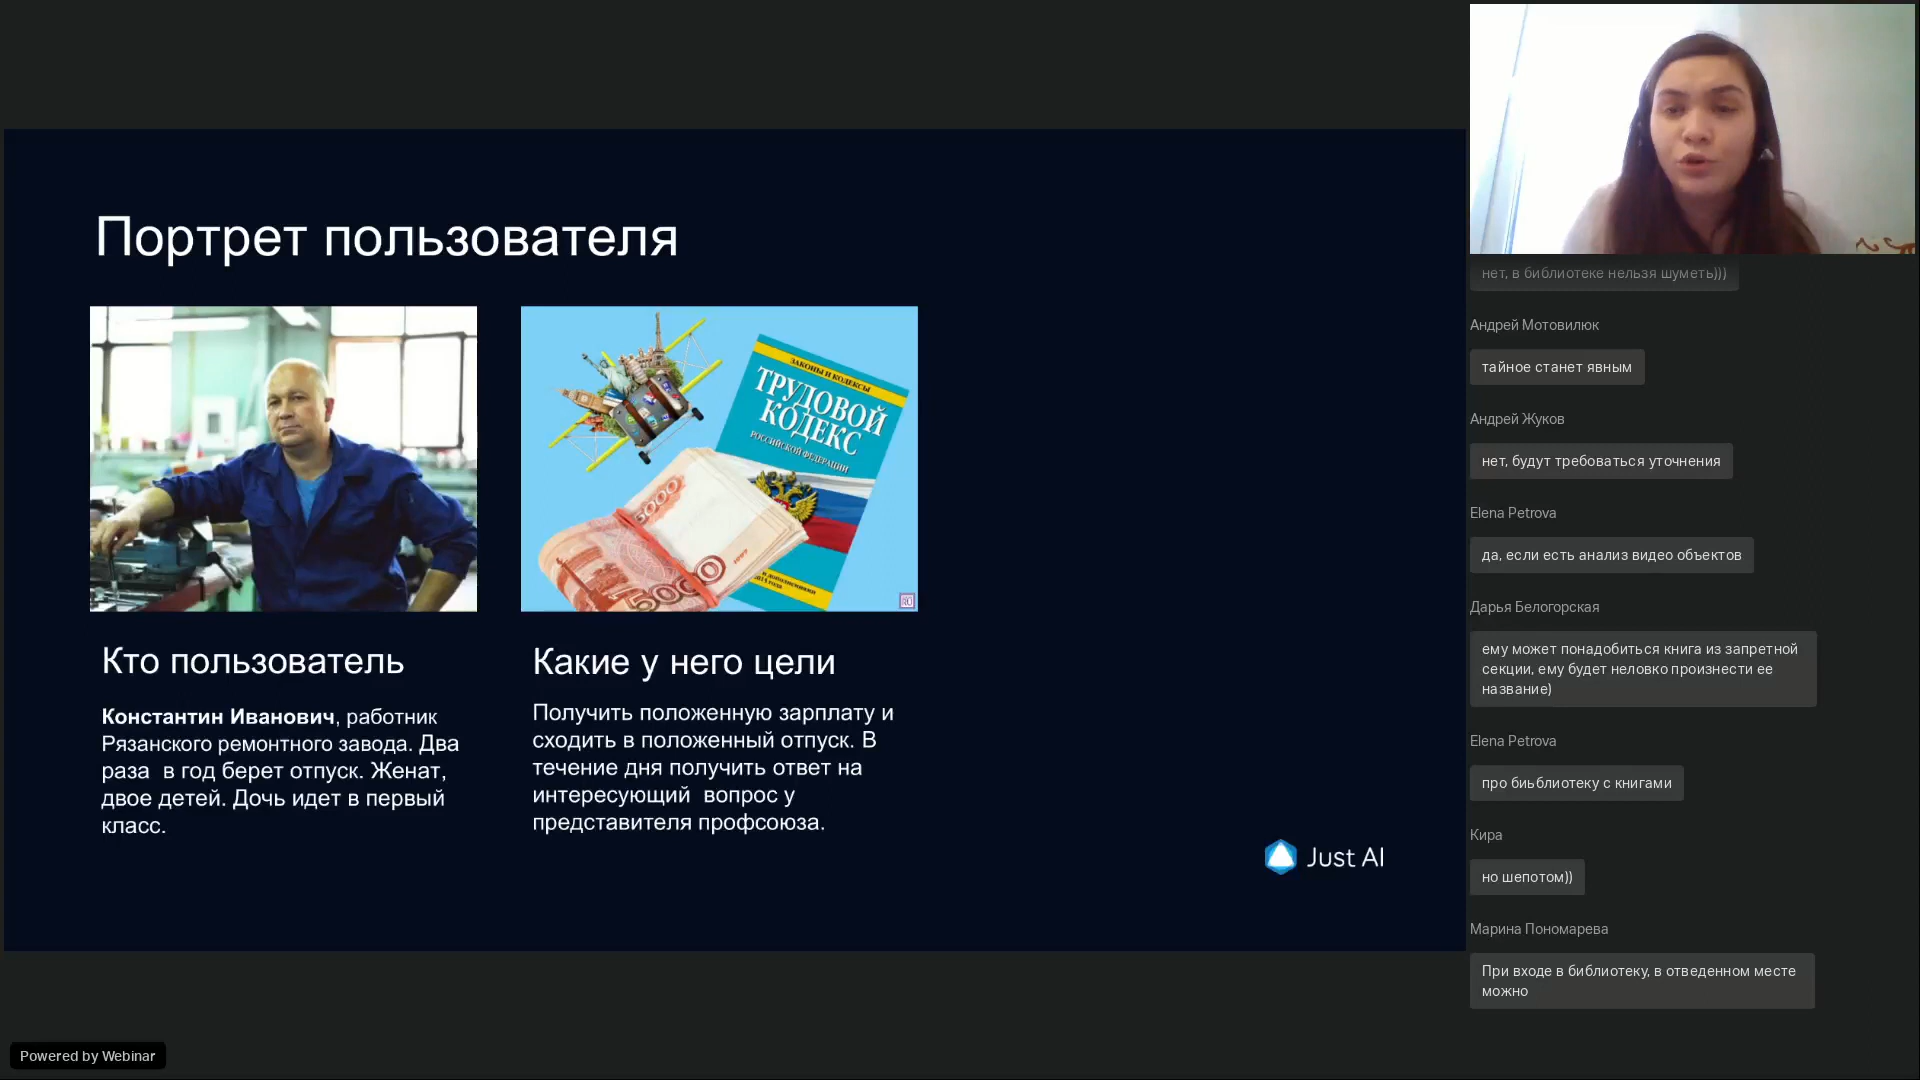 Портрет пользователя
ЗАКОНЫ И КОДЕКСЫ
ТРУДОВОЙ
КОДЕКС
РОССИЙСКОЙ ФЕДЕРАЦИИ
5000
5000
Кто пользователь
Константин Иванович, работник
Рязанского ремонтного завода. Два
раза в год берет отпуск. Женат,
двое детей. Дочь идет в первый
класс.
Какие у него цели
Получить положенную зарплату и
сходить в положенный отпуск. В
течение дня получить ответ на
интересующий вопрос у
представителя профсоюза.
Just AI
нет, в библиотеке нельзя шуметь)))
Андрей Мотовилюк
тайное станет явным
Андрей Жуков
нет, будут требоваться уточнения
Elena Petrova
да, если есть анализ видео объектов
Дарья Белогорская
ему может понадобиться книга из запретной
секции, ему будет неловко произнести ее
название)
Elena Petrova
про биьблиотеку с книгами
Кира
но шепотом))
Марина Пономарева
При входе в библиотеку, в отведенном месте
можно
Powered by Webinar